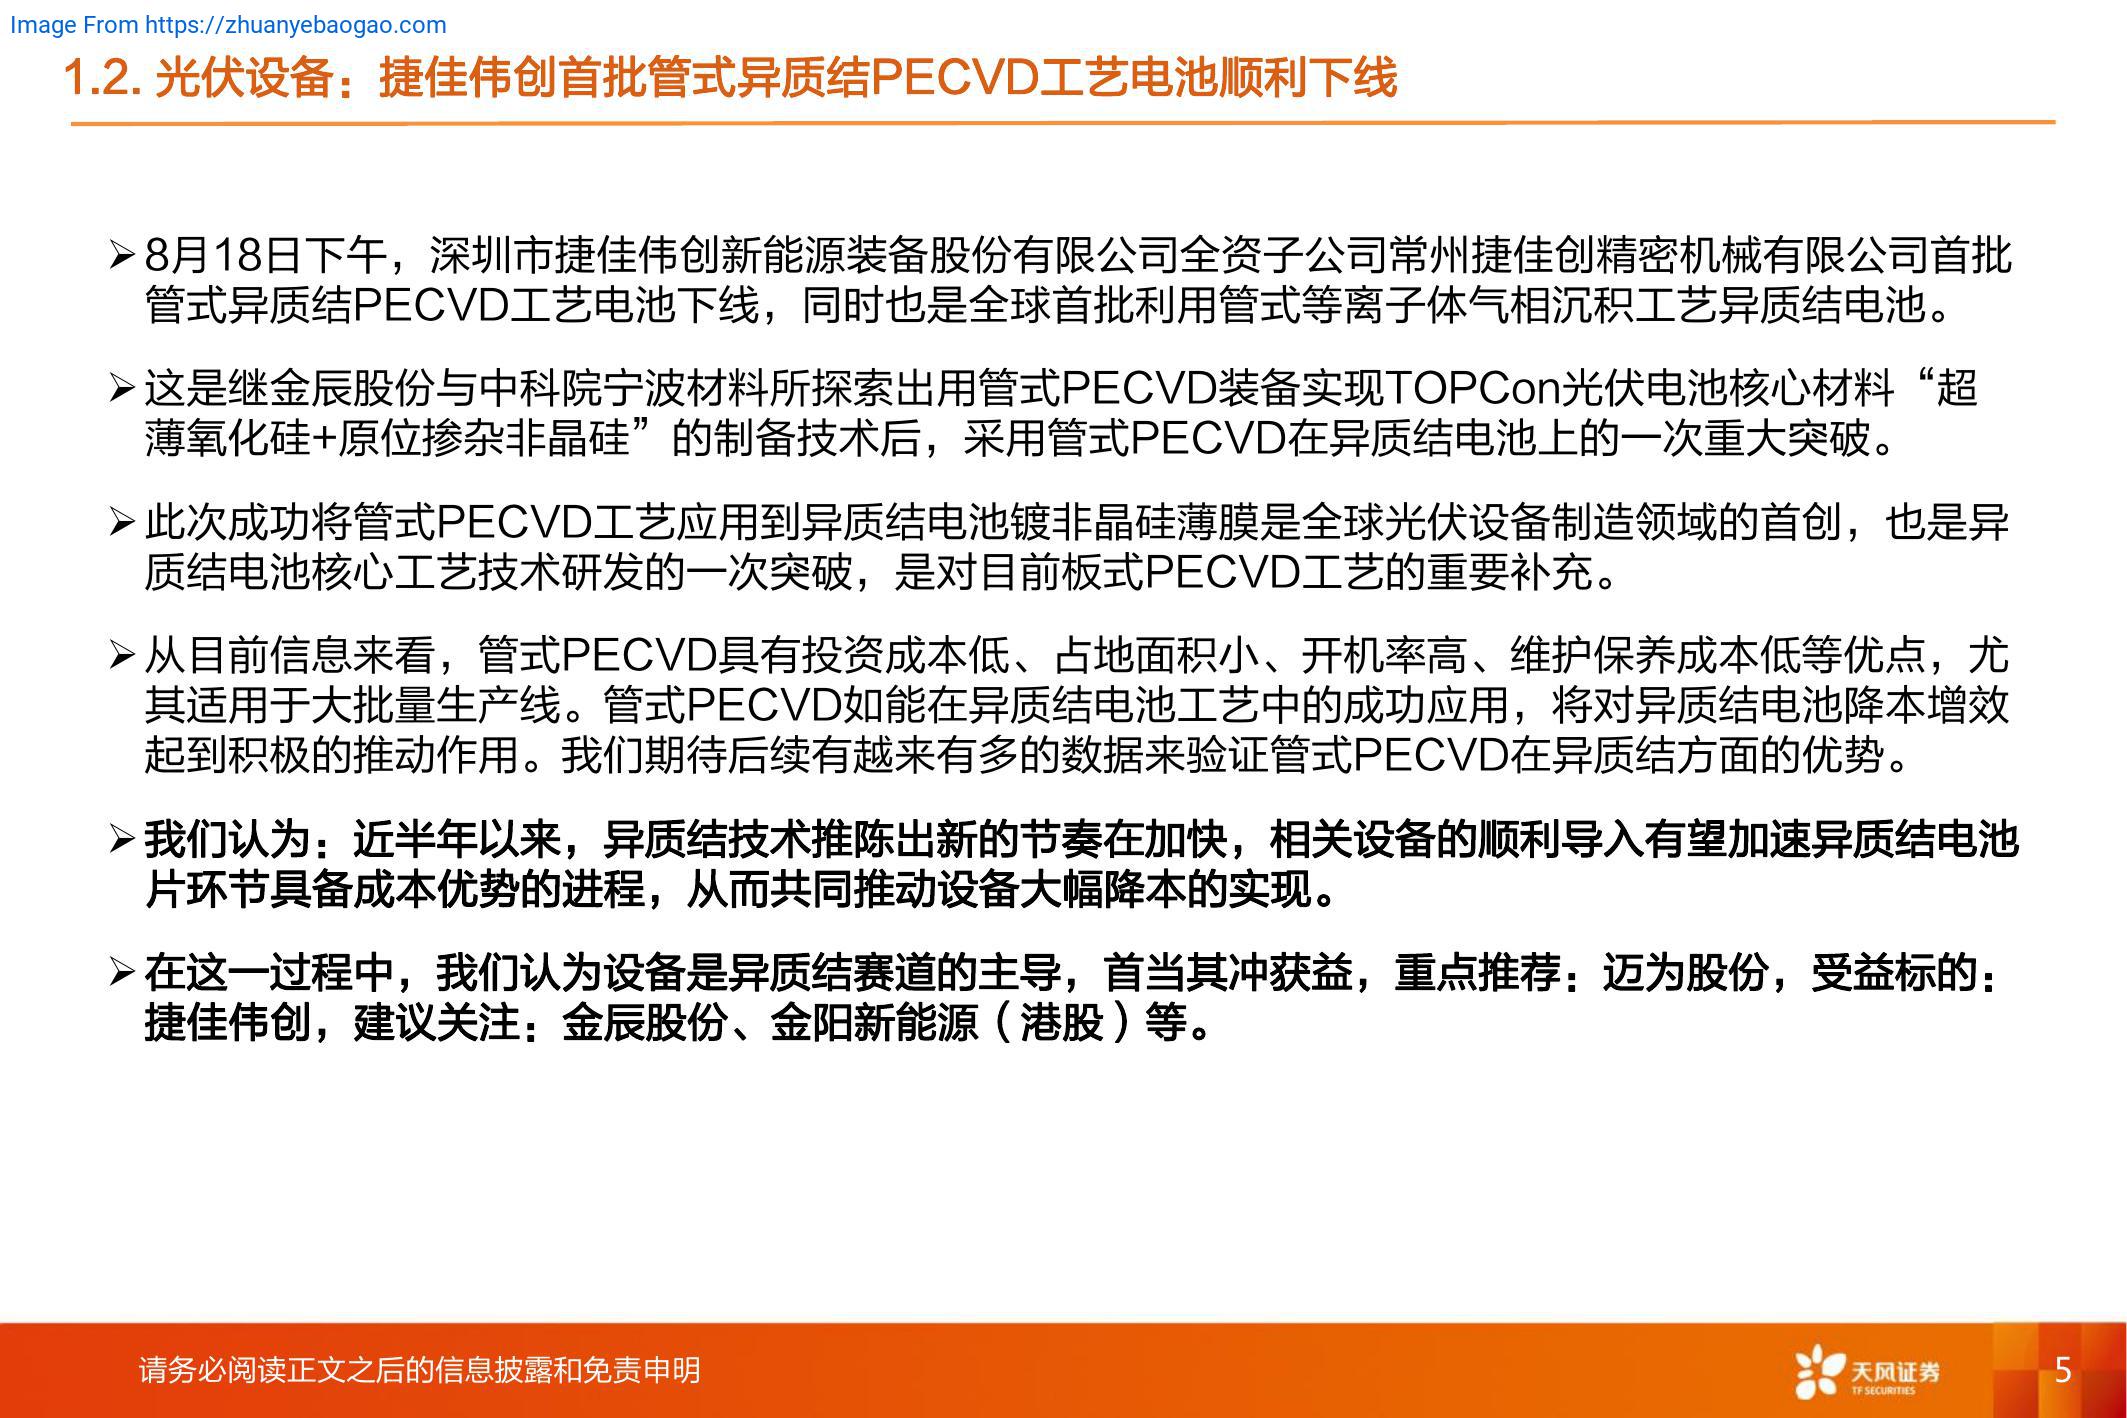 Image From https://zhuanyebaogao.com
1.2. 光伏设备：捷佳伟创首批管式异质结PECVD工艺电池顺利下线
➢8月18日下午，深圳市捷佳伟创新能源装备股份有限公司全资子公司常州捷佳创精密机械有限公司首批
管式异质结PECVD工艺电池下线，同时也是全球首批利用管式等离子体气相沉积工艺异质结电池。
➢这是继金辰股份与中科院宁波材料所探索出用管式PECVD装备实现TOPCon光伏电池核心材料“超
薄氧化硅+原位掺杂非晶硅”的制备技术后，采用管式PECVD在异质结电池上的一次重大突破。
➢此次成功将管式PECVD工艺应用到异质结电池镀非晶硅薄膜是全球光伏设备制造领域的首创，也是异
质结电池核心工艺技术研发的一次突破，是对目前板式PECVD工艺的重要补充。
➢从目前信息来看，管式PECVD具有投资成本低、占地面积小、开机率高、维护保养成本低等优点，尤
其适用于大批量生产线。管式PECVD如能在异质结电池工艺中的成功应用，将对异质结电池降本增效
起到积极的推动作用。我们期待后续有越来有多的数据来验证管式PECVD在异质结方面的优势。
➢我们认为：近半年以来，异质结技术推陈出新的节奏在加快，相关设备的顺利导入有望加速异质结电池
片环节具备成本优势的进程，从而共同推动设备大幅降本的实现。
➢在这一过程中，我们认为设备是异质结赛道的主导，首当其冲获益，重点推荐：迈为股份，受益标的：
捷佳伟创，建议关注：金辰股份、金阳新能源（港股）等。
请务必阅读正文之后的信息披露和免责申明
天风证券
TF SECURITIES
5